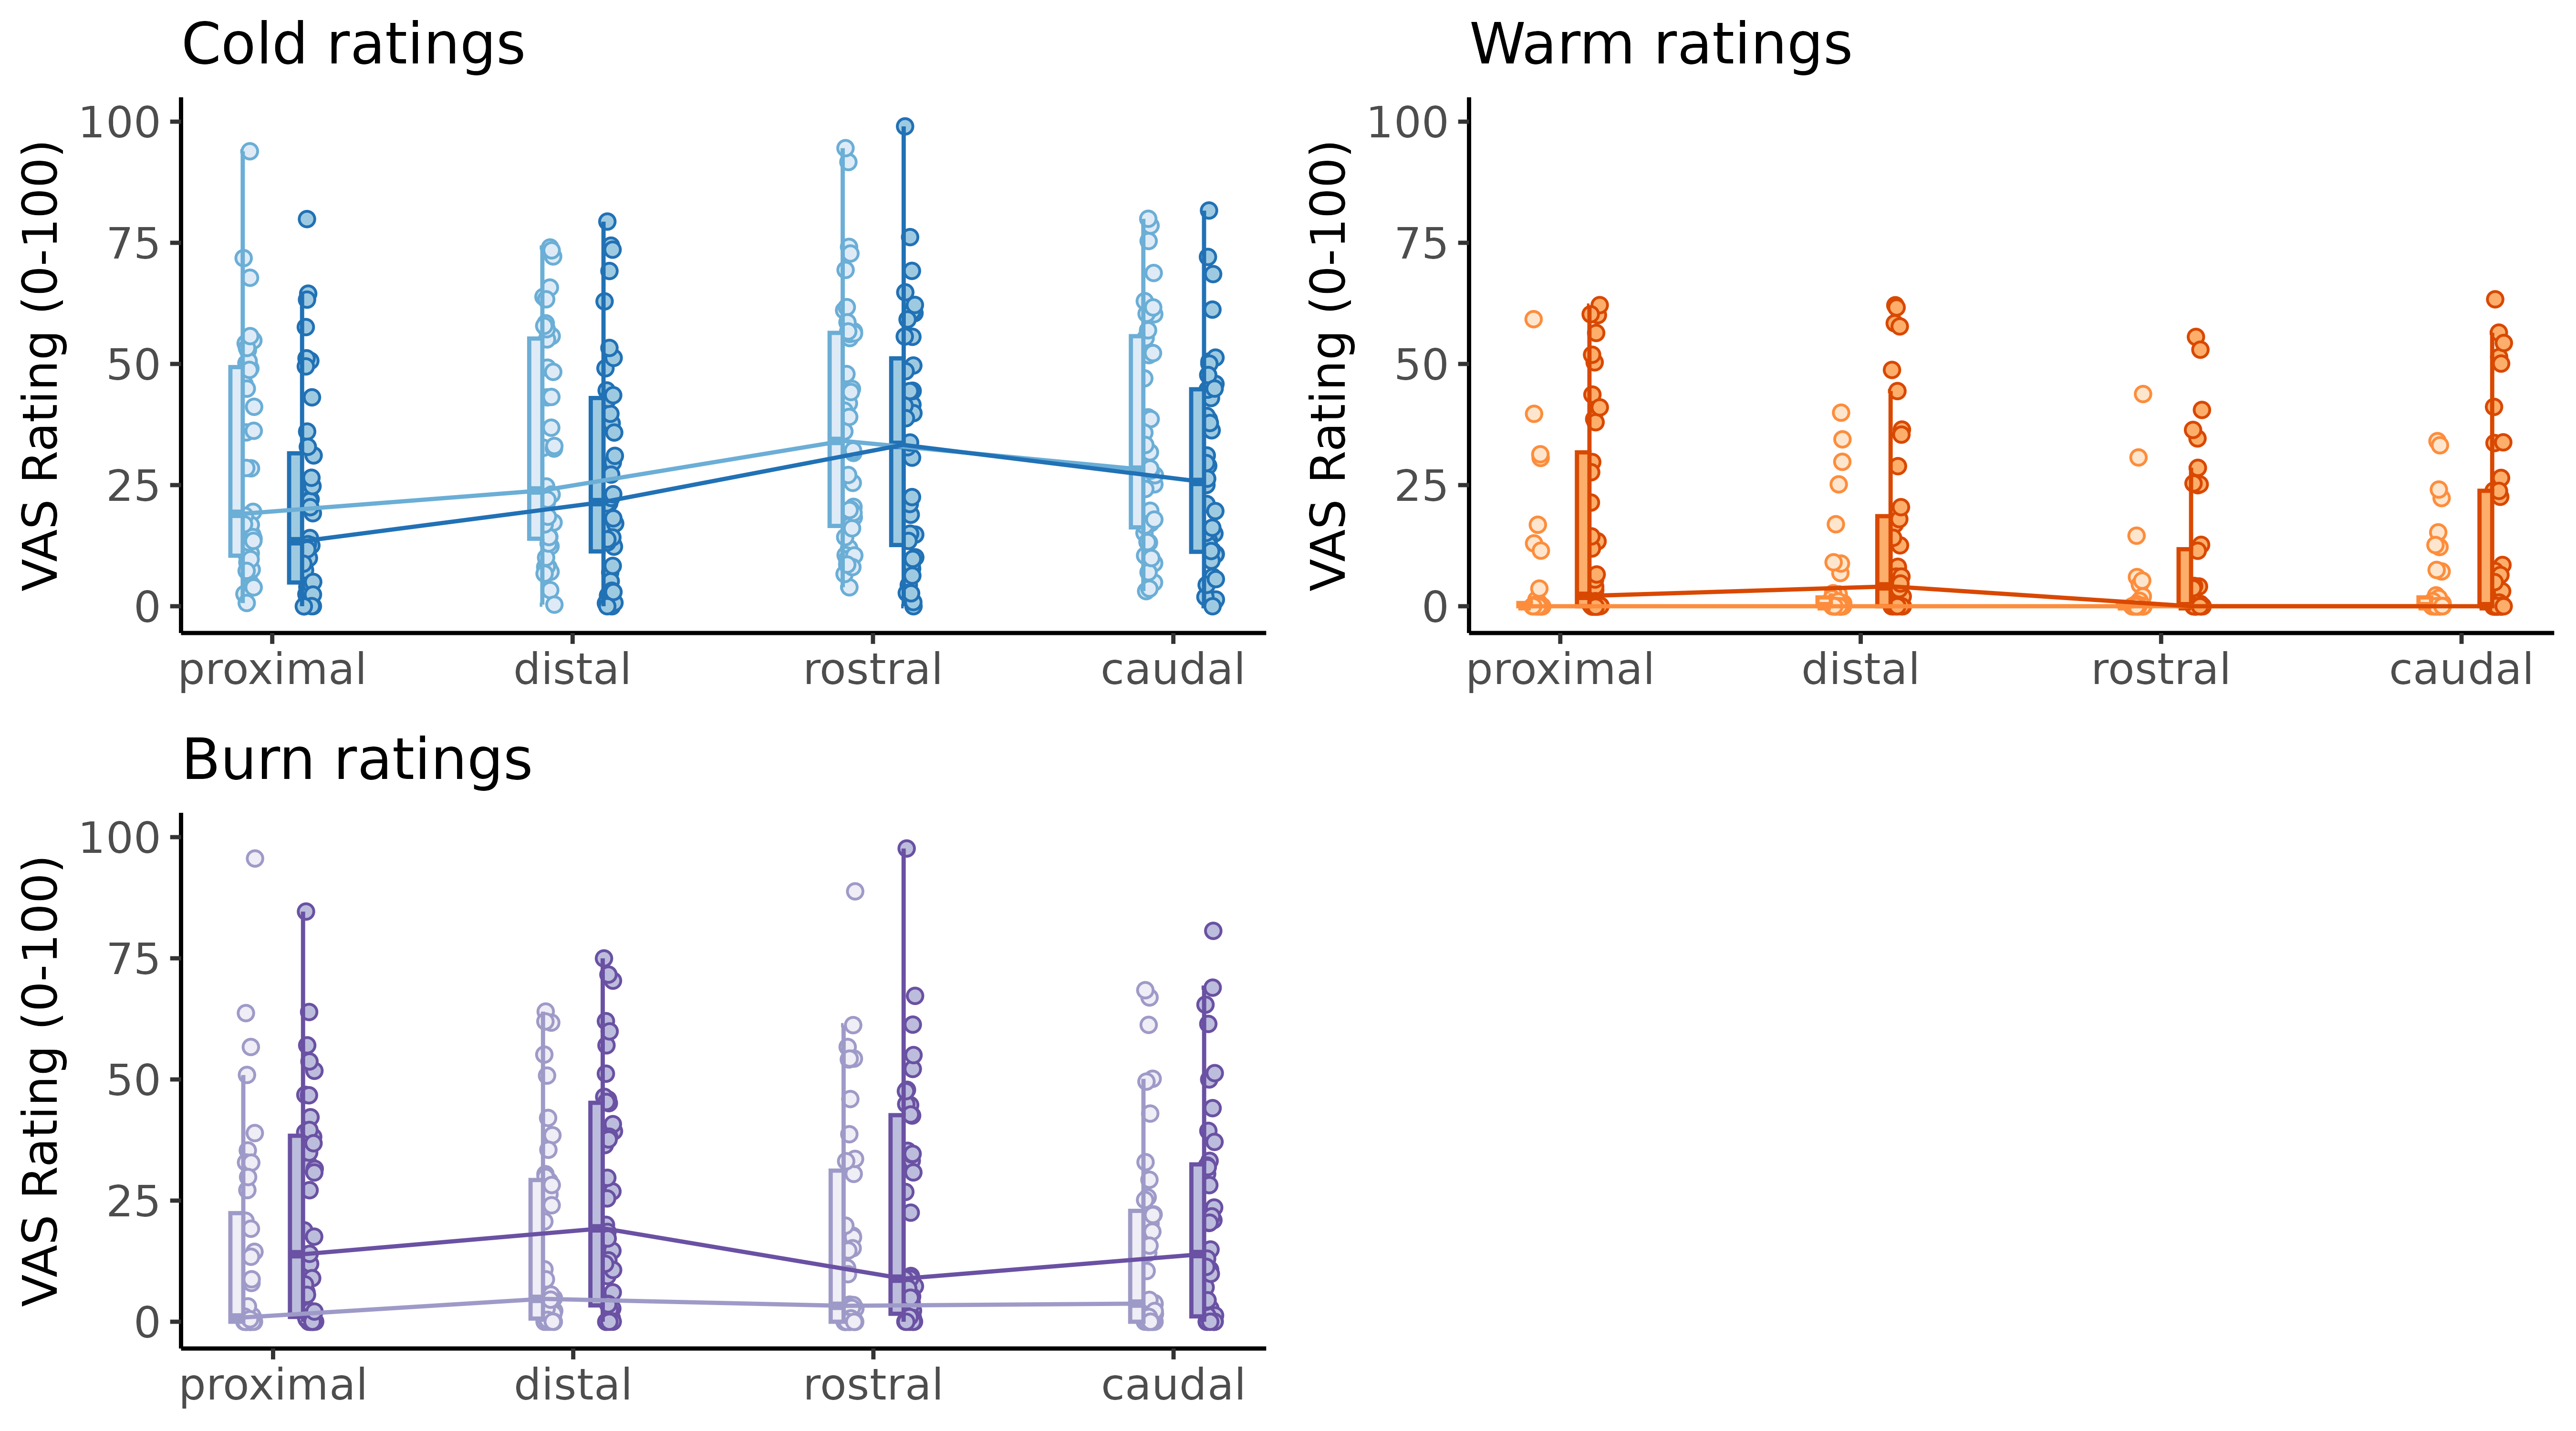 Cold ratings
VAS Rating (0-100)
100
75
50
25
0
proximal distal rostral caudal
Warm ratings
VAS Rating (0-100)
100
75
50
25
0
proximal distal rostral caudal
Burn ratings
VAS Rating (0-100)
100
75
50
25
0
proximal distal rostral caudal